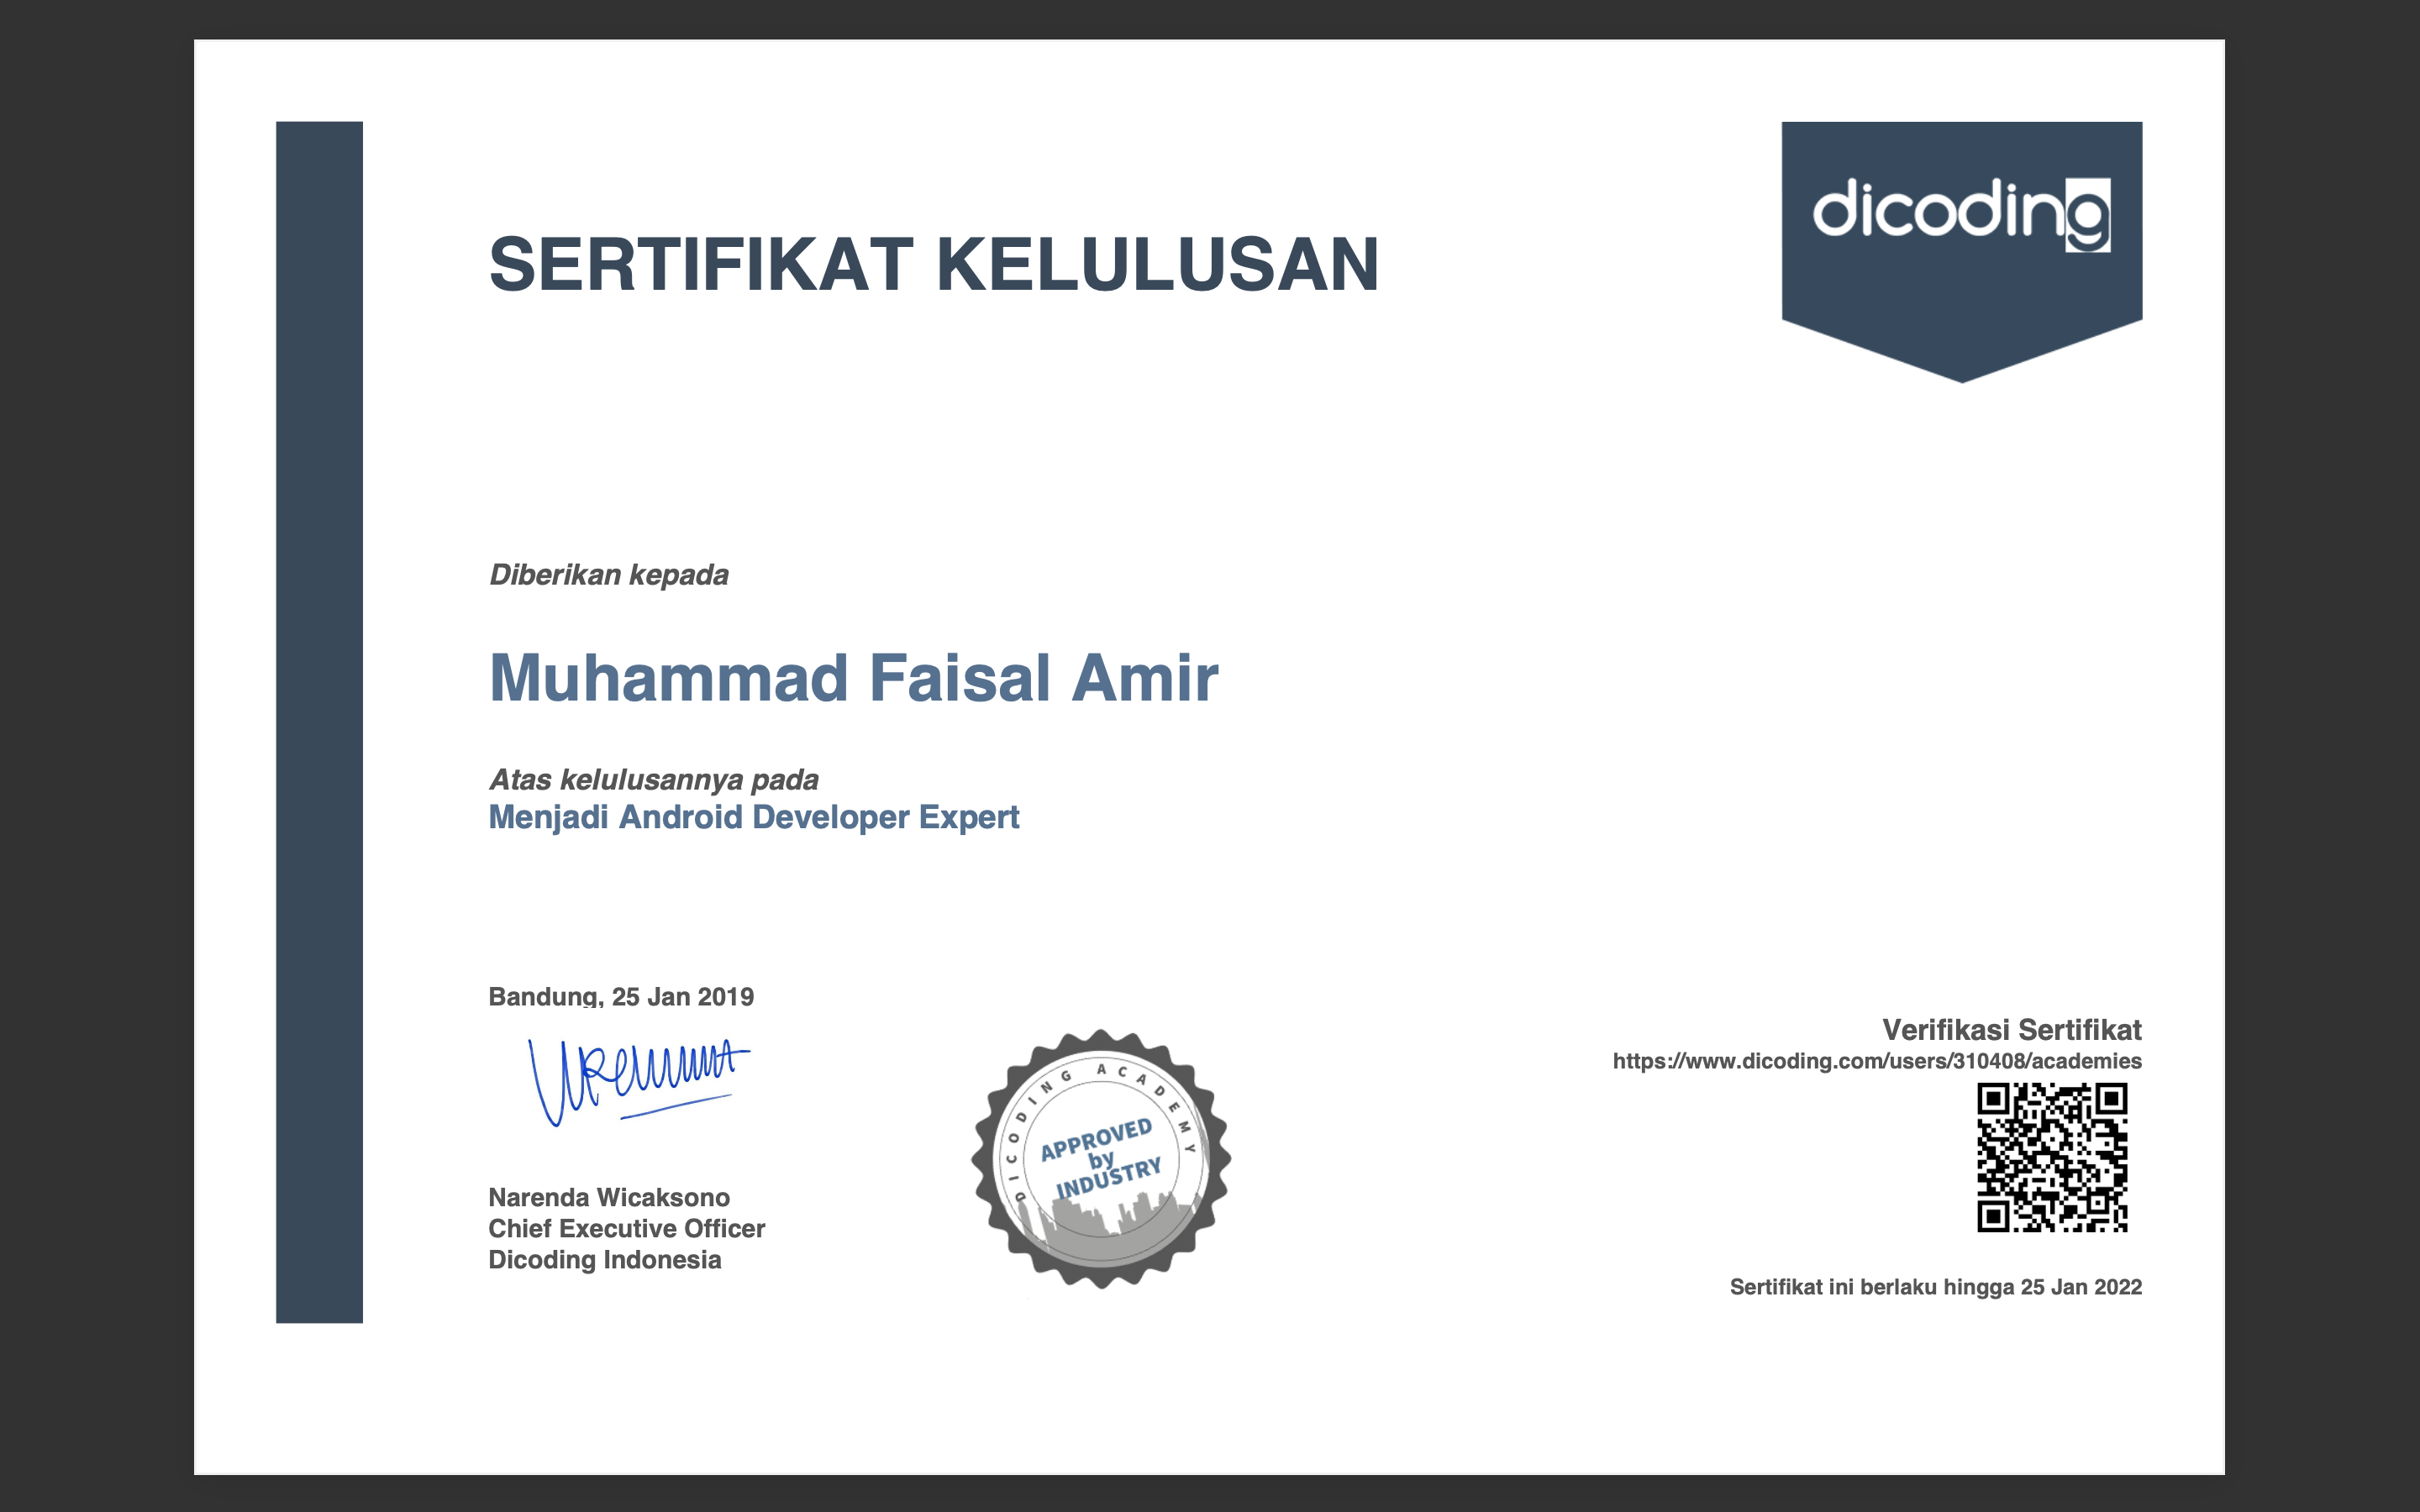 dicoding
SERTIFIKAT KELULUSAN
Diberikan kepada
Muhammad Faisal Amir
Atas kelulusannya pada
Menjadi Android Developer Expert
Bandung, 25 Jan 2019
Narenda Wicaksono
Chief Executive Officer
Dicoding Indonesia
DICODING ACADEMY
APPROVED
by
INDUSTRY
Verifikasi Sertifikat
https://www.dicoding.com/users/310408/academies
Sertifikat ini berlaku hingga 25 Jan 2022